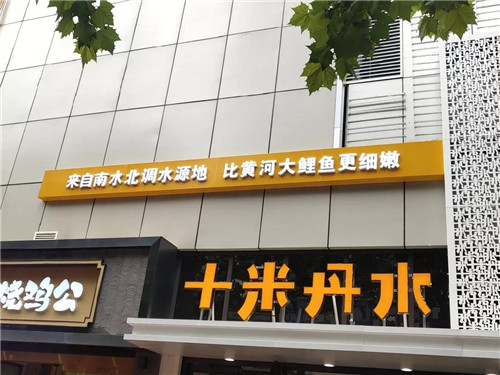 来自南水北调水源地 比黄河大鲤鱼更细嫩
十米丹水
烧鸡公